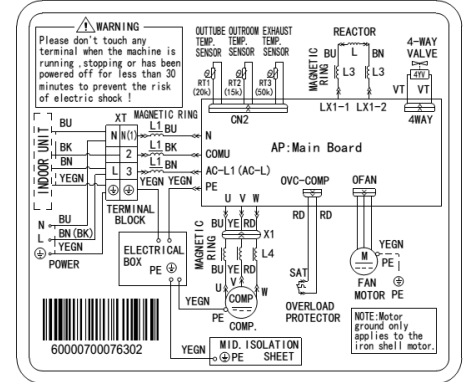 WARNING
Please don't touch any
terminal when the machine is
running ,stopping or has been
powered off for less than 30
minutes to prevent the risk
of electric shock !
OUTTUBE OUTROOM EXHAUST
TEMP. TEMP. TEMP.
SENSOR SENSOR SENSOR
RT1 RT2 RT3
(20k) (15k) (50k)
CN2
REACTOR
BU L BN
MAGNETIC RING
L3 L3
LX1-1 LX1-2
4-WAY
VALVE
4YV
VT VT
4WAY
INDOOR UNIT
BU
BK
BN
YEGN
XT
N N(1)
2
L 3
TERMINAL
BLOCK
MAGNETIC RING
L1 BU
L1 BK
L1 BN
YEGN YEGN
N
COMU
AC-L1(AC-L)
PE
AP:Main Board
U V W
OVC-COMP
OFAN
N BU
L BN(BK)
YEGN
POWER
ELECTRICAL
BOX
PE
MAGNETIC RING
BU YE RD
X1
L4
BU YE RD
U V W
COMP
PE
COMP.
YEGN
RD RD
SAT
OVERLOAD
PROTECTOR
M
YEGN
PE
FAN
MOTOR PE
YEGN
PE
MID. ISOLATION
SHEET
NOTE:Motor
ground only
applies to the
iron shell motor.
60000700076302